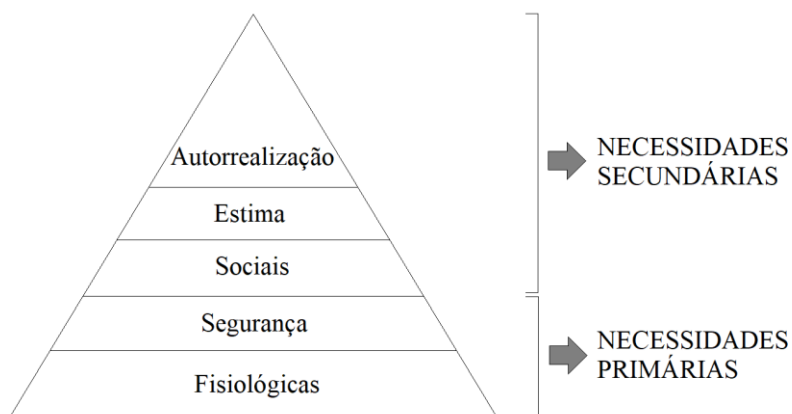 Autorrealização
Estima
Sociais
Segurança
Fisiológicas
NECESSIDADES
SECUNDÁRIAS
NECESSIDADES
PRIMÁRIAS